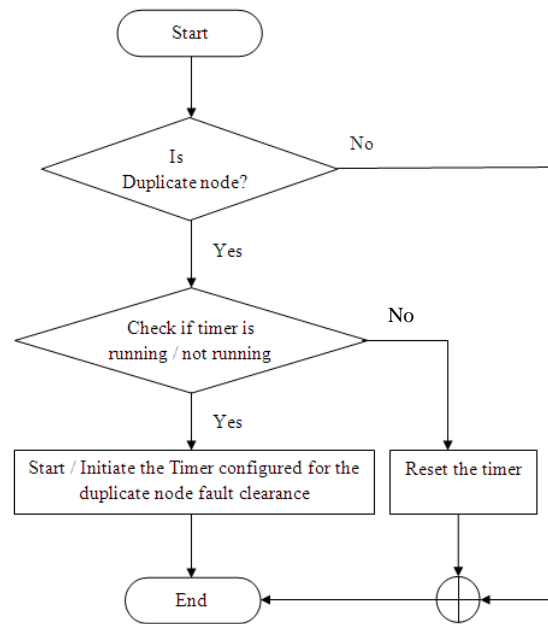 Start
Is
Duplicate node?
No
Yes
Check if timer is
running / not running
No
Yes
Start / Initiate the Timer configured for the
duplicate node fault clearance
Reset the timer
End